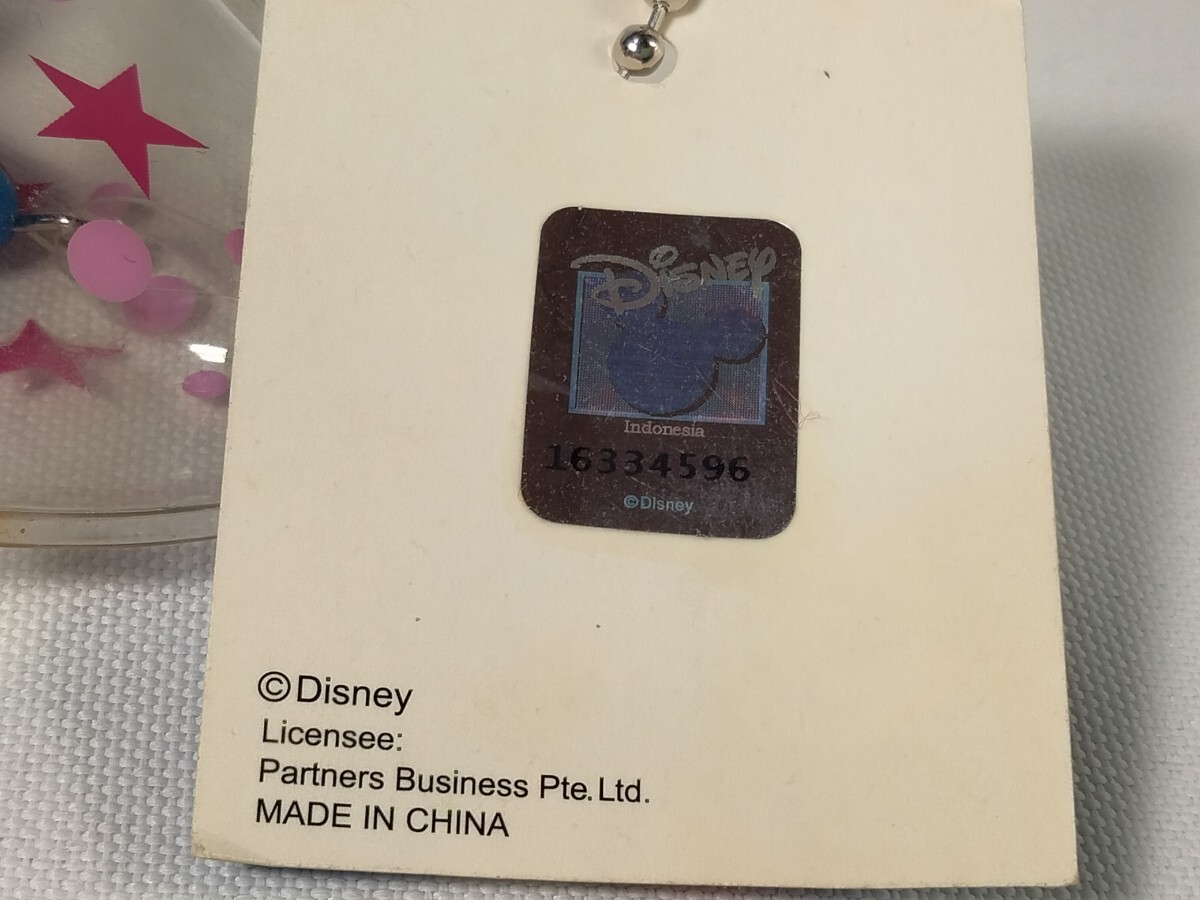 Disney
Indonesia
16334596
©Disney
©Disney
Licensee:
Partners Business Pte.Ltd.
MADE IN CHINA